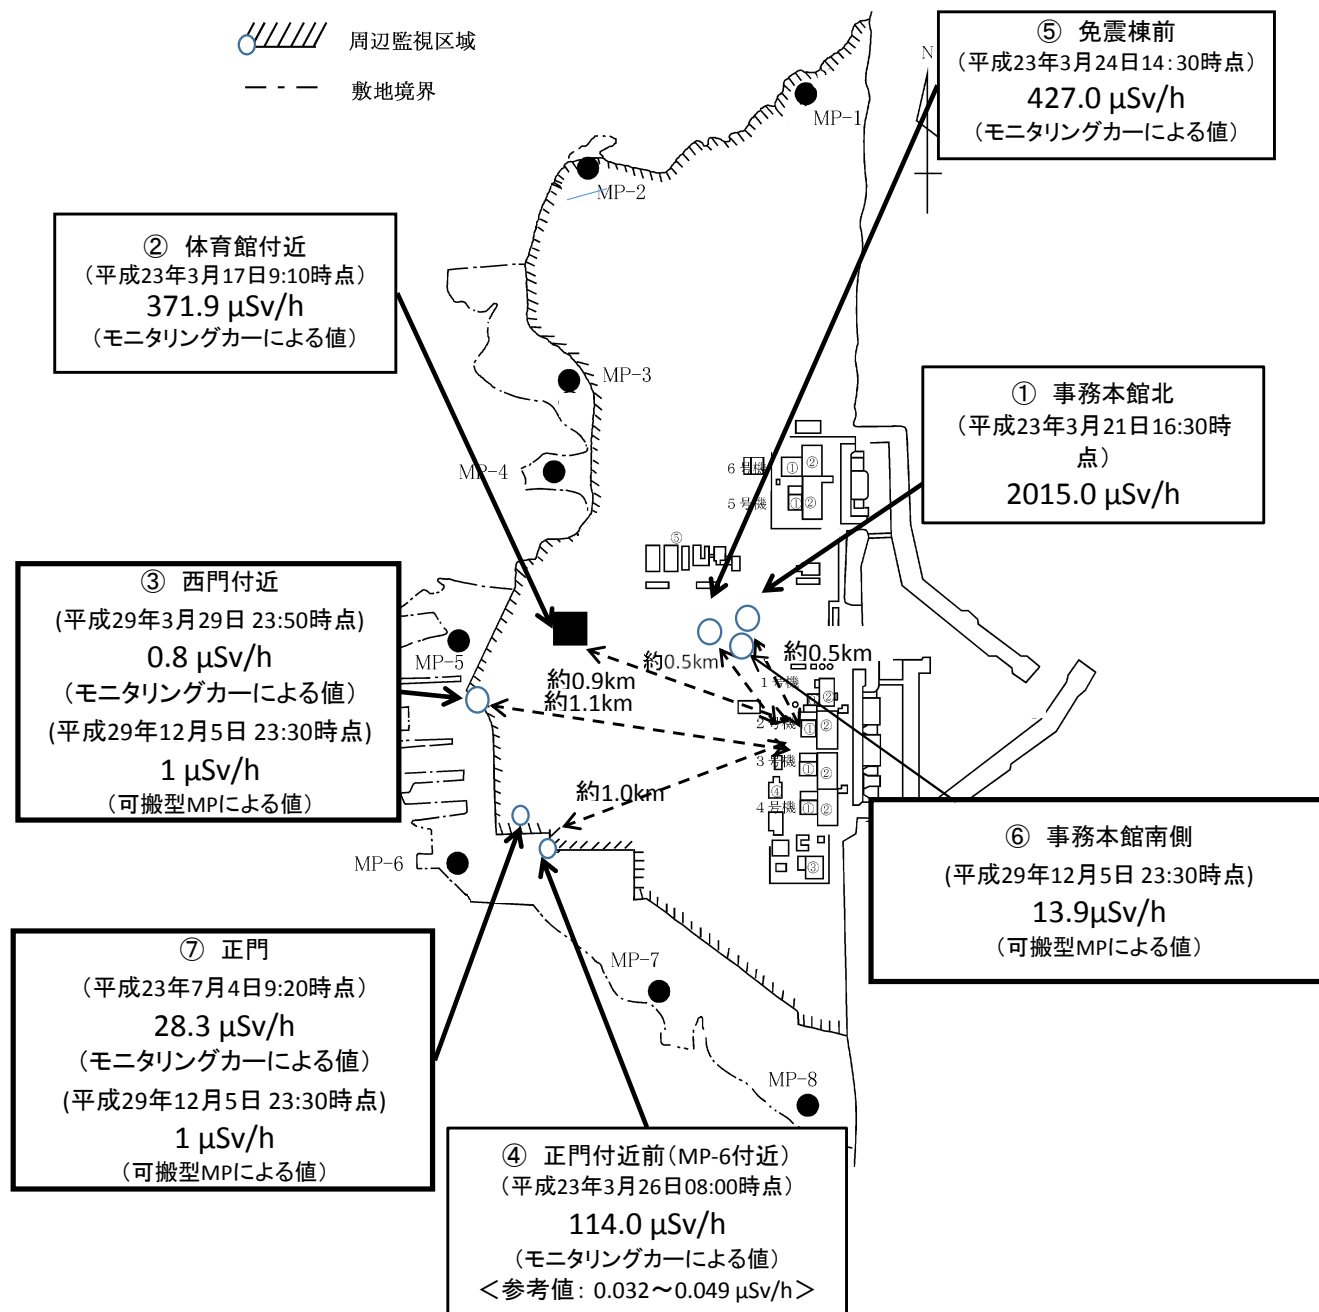 周辺監視区域
敷地境界
⑤ 免震棟前
(平成23年3月24日14:30時点)
427.0 μSv/h
(モニタリングカーによる値)
N
MP-1
MP-2
② 体育館付近
(平成23年3月17日9:10時点)
371.9 μSv/h
(モニタリングカーによる値)
MP-3
① 事務本館北
(平成23年3月21日16:30時
点)
2015.0 μSv/h
MP-4
6号機
① ②
5号機
① ②
⑤
③ 西門付近
(平成29年3月29日 23:50時点)
0.8 μSv/h
(モニタリングカーによる値)
(平成29年12月5日 23:30時点)
1 μSv/h
(可搬型MPによる値)
MP-5
約0.9km
約1.1km
約0.5km
約0.5km
1号機
②
2号機
① ②
3号機
① ②
④
4号機
① ②
③
約1.0km
MP-6
⑥ 事務本館南側
(平成29年12月5日 23:30時点)
13.9μSv/h
(可搬型MPによる値)
⑦ 正門
(平成23年7月4日9:20時点)
28.3 μSv/h
(モニタリングカーによる値)
(平成29年12月5日 23:30時点)
1 μSv/h
(可搬型MPによる値)
MP-7
MP-8
④ 正門付近前(MP-6付近)
(平成23年3月26日08:00時点)
114.0 μSv/h
(モニタリングカーによる値)
<参考値: 0.032～0.049 μSv/h>